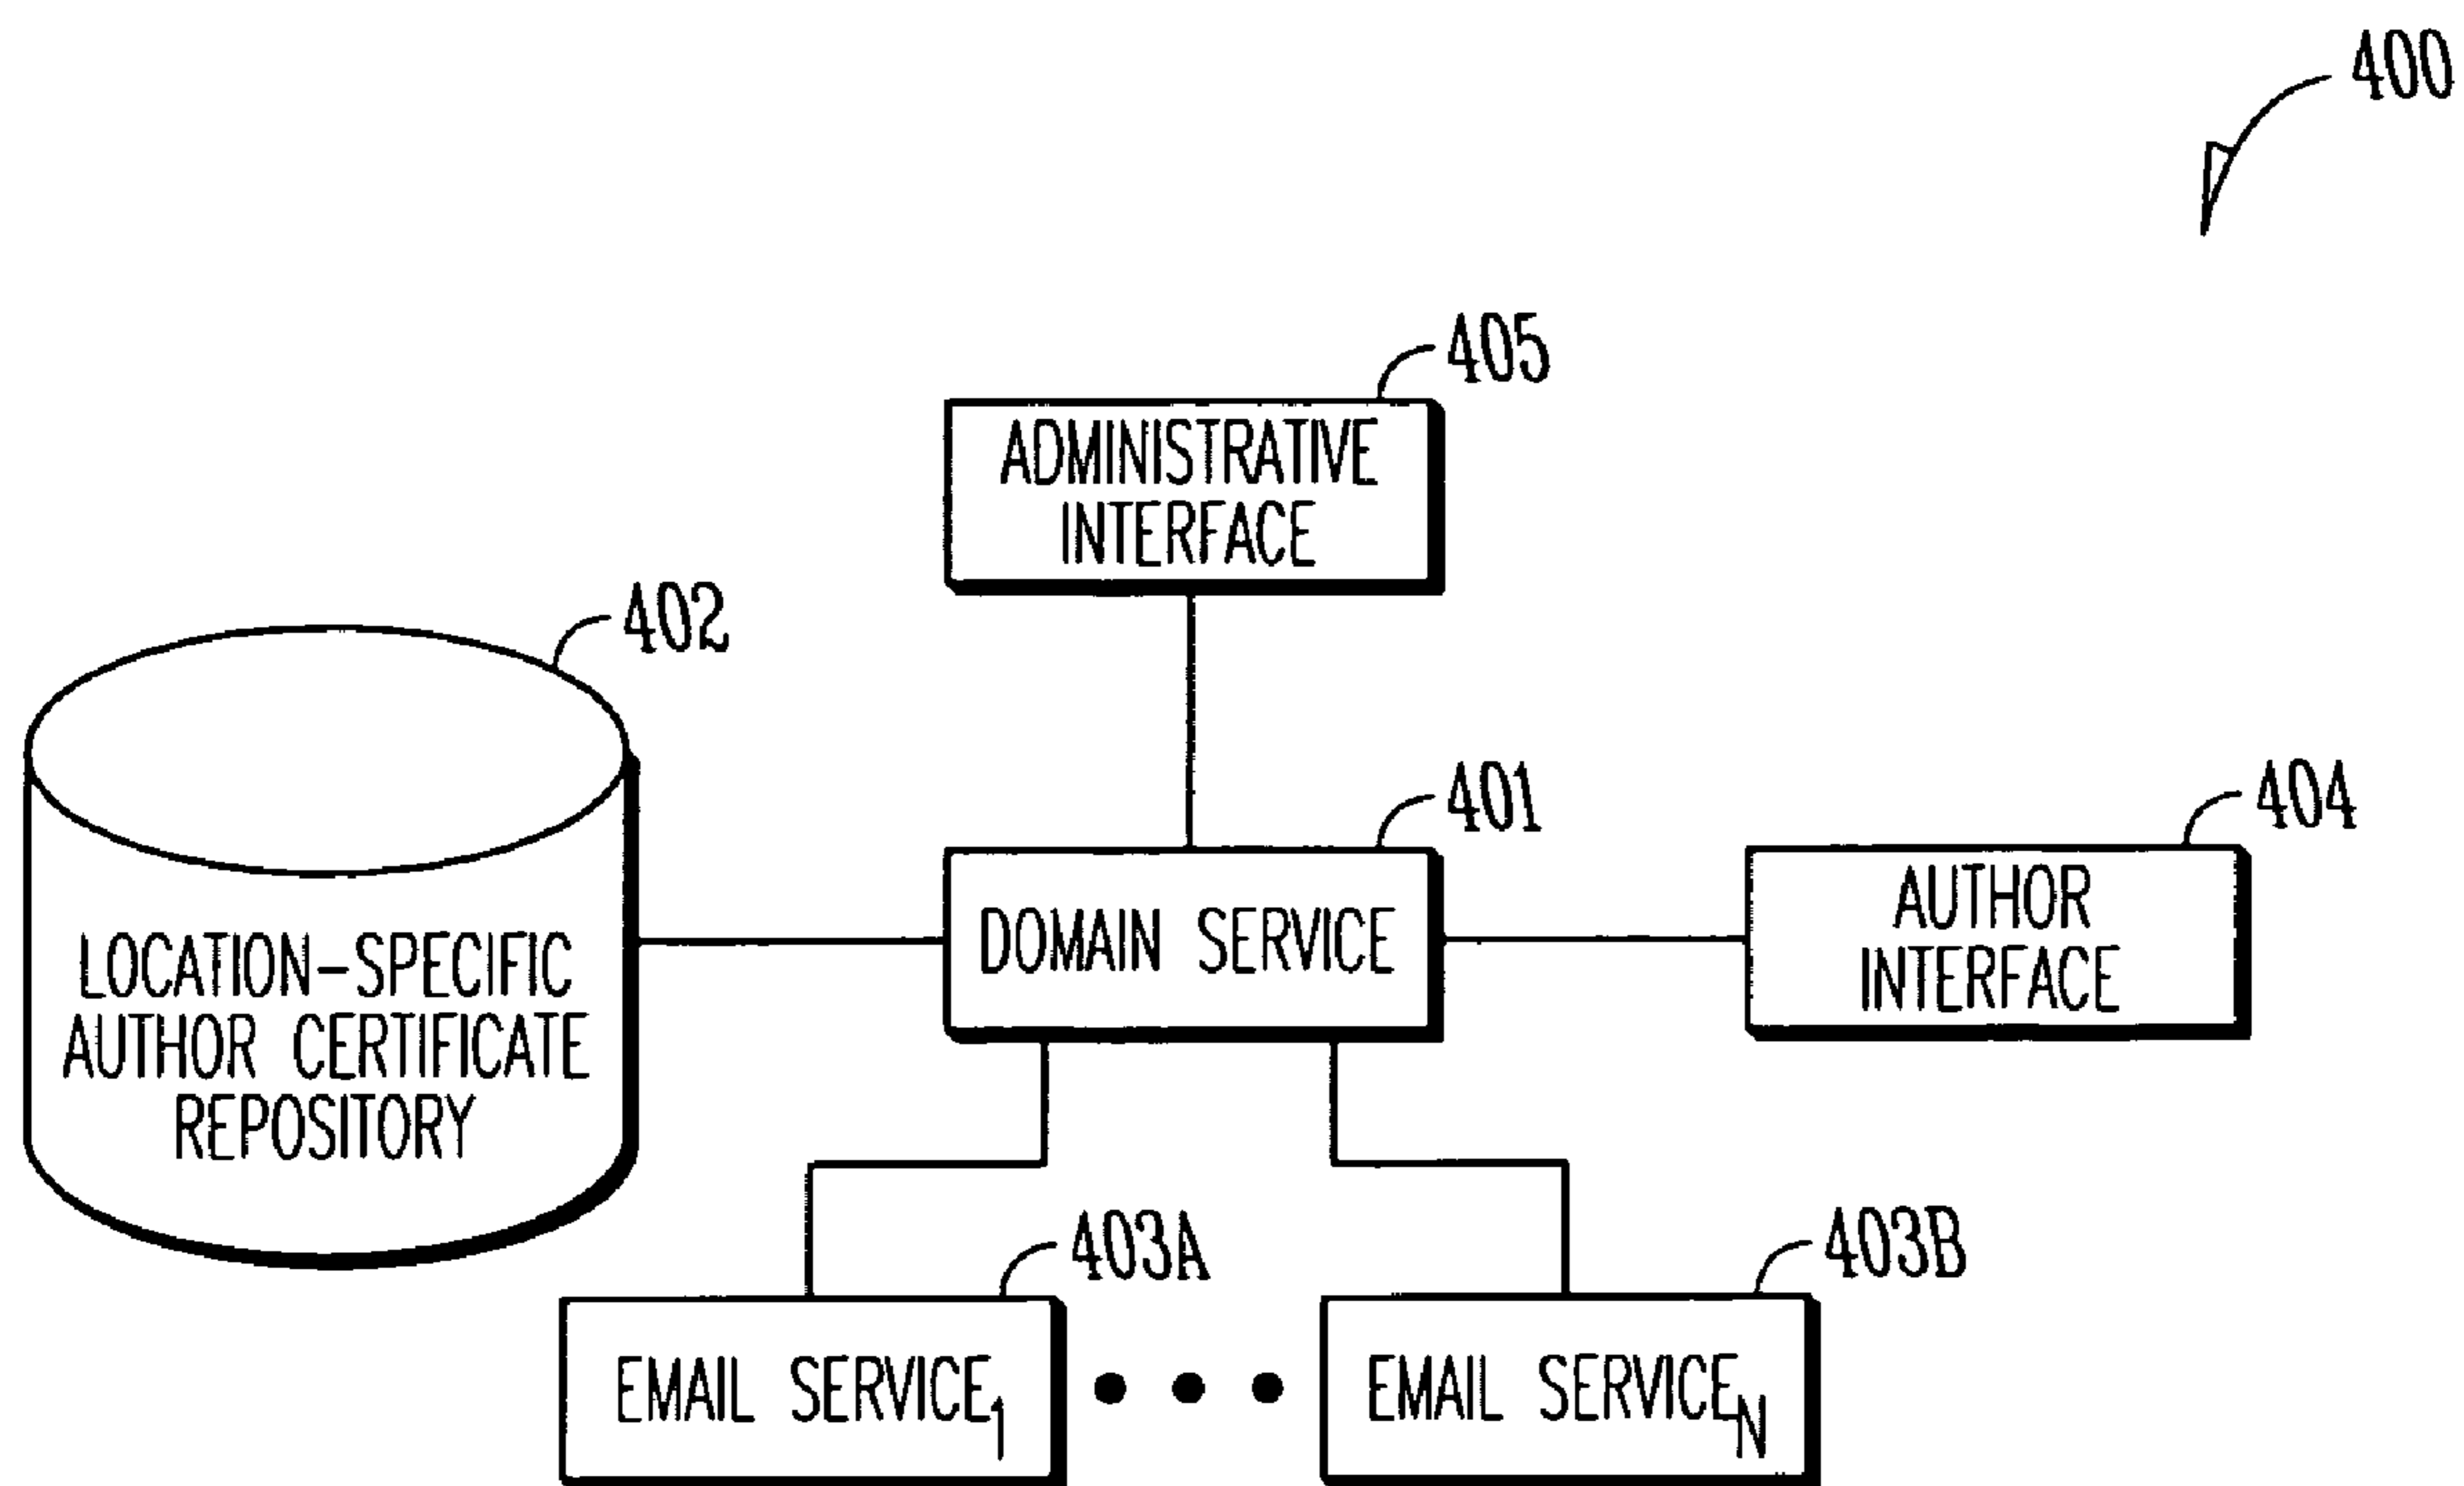 400
405
ADMINISTRATIVE
INTERFACE
402
401
404
DOMAIN SERVICE
AUTHOR
INTERFACE
LOCATION-SPECIFIC
AUTHOR CERTIFICATE
REPOSITORY
403A
403B
EMAIL SERVICE1
EMAIL SERVICEN